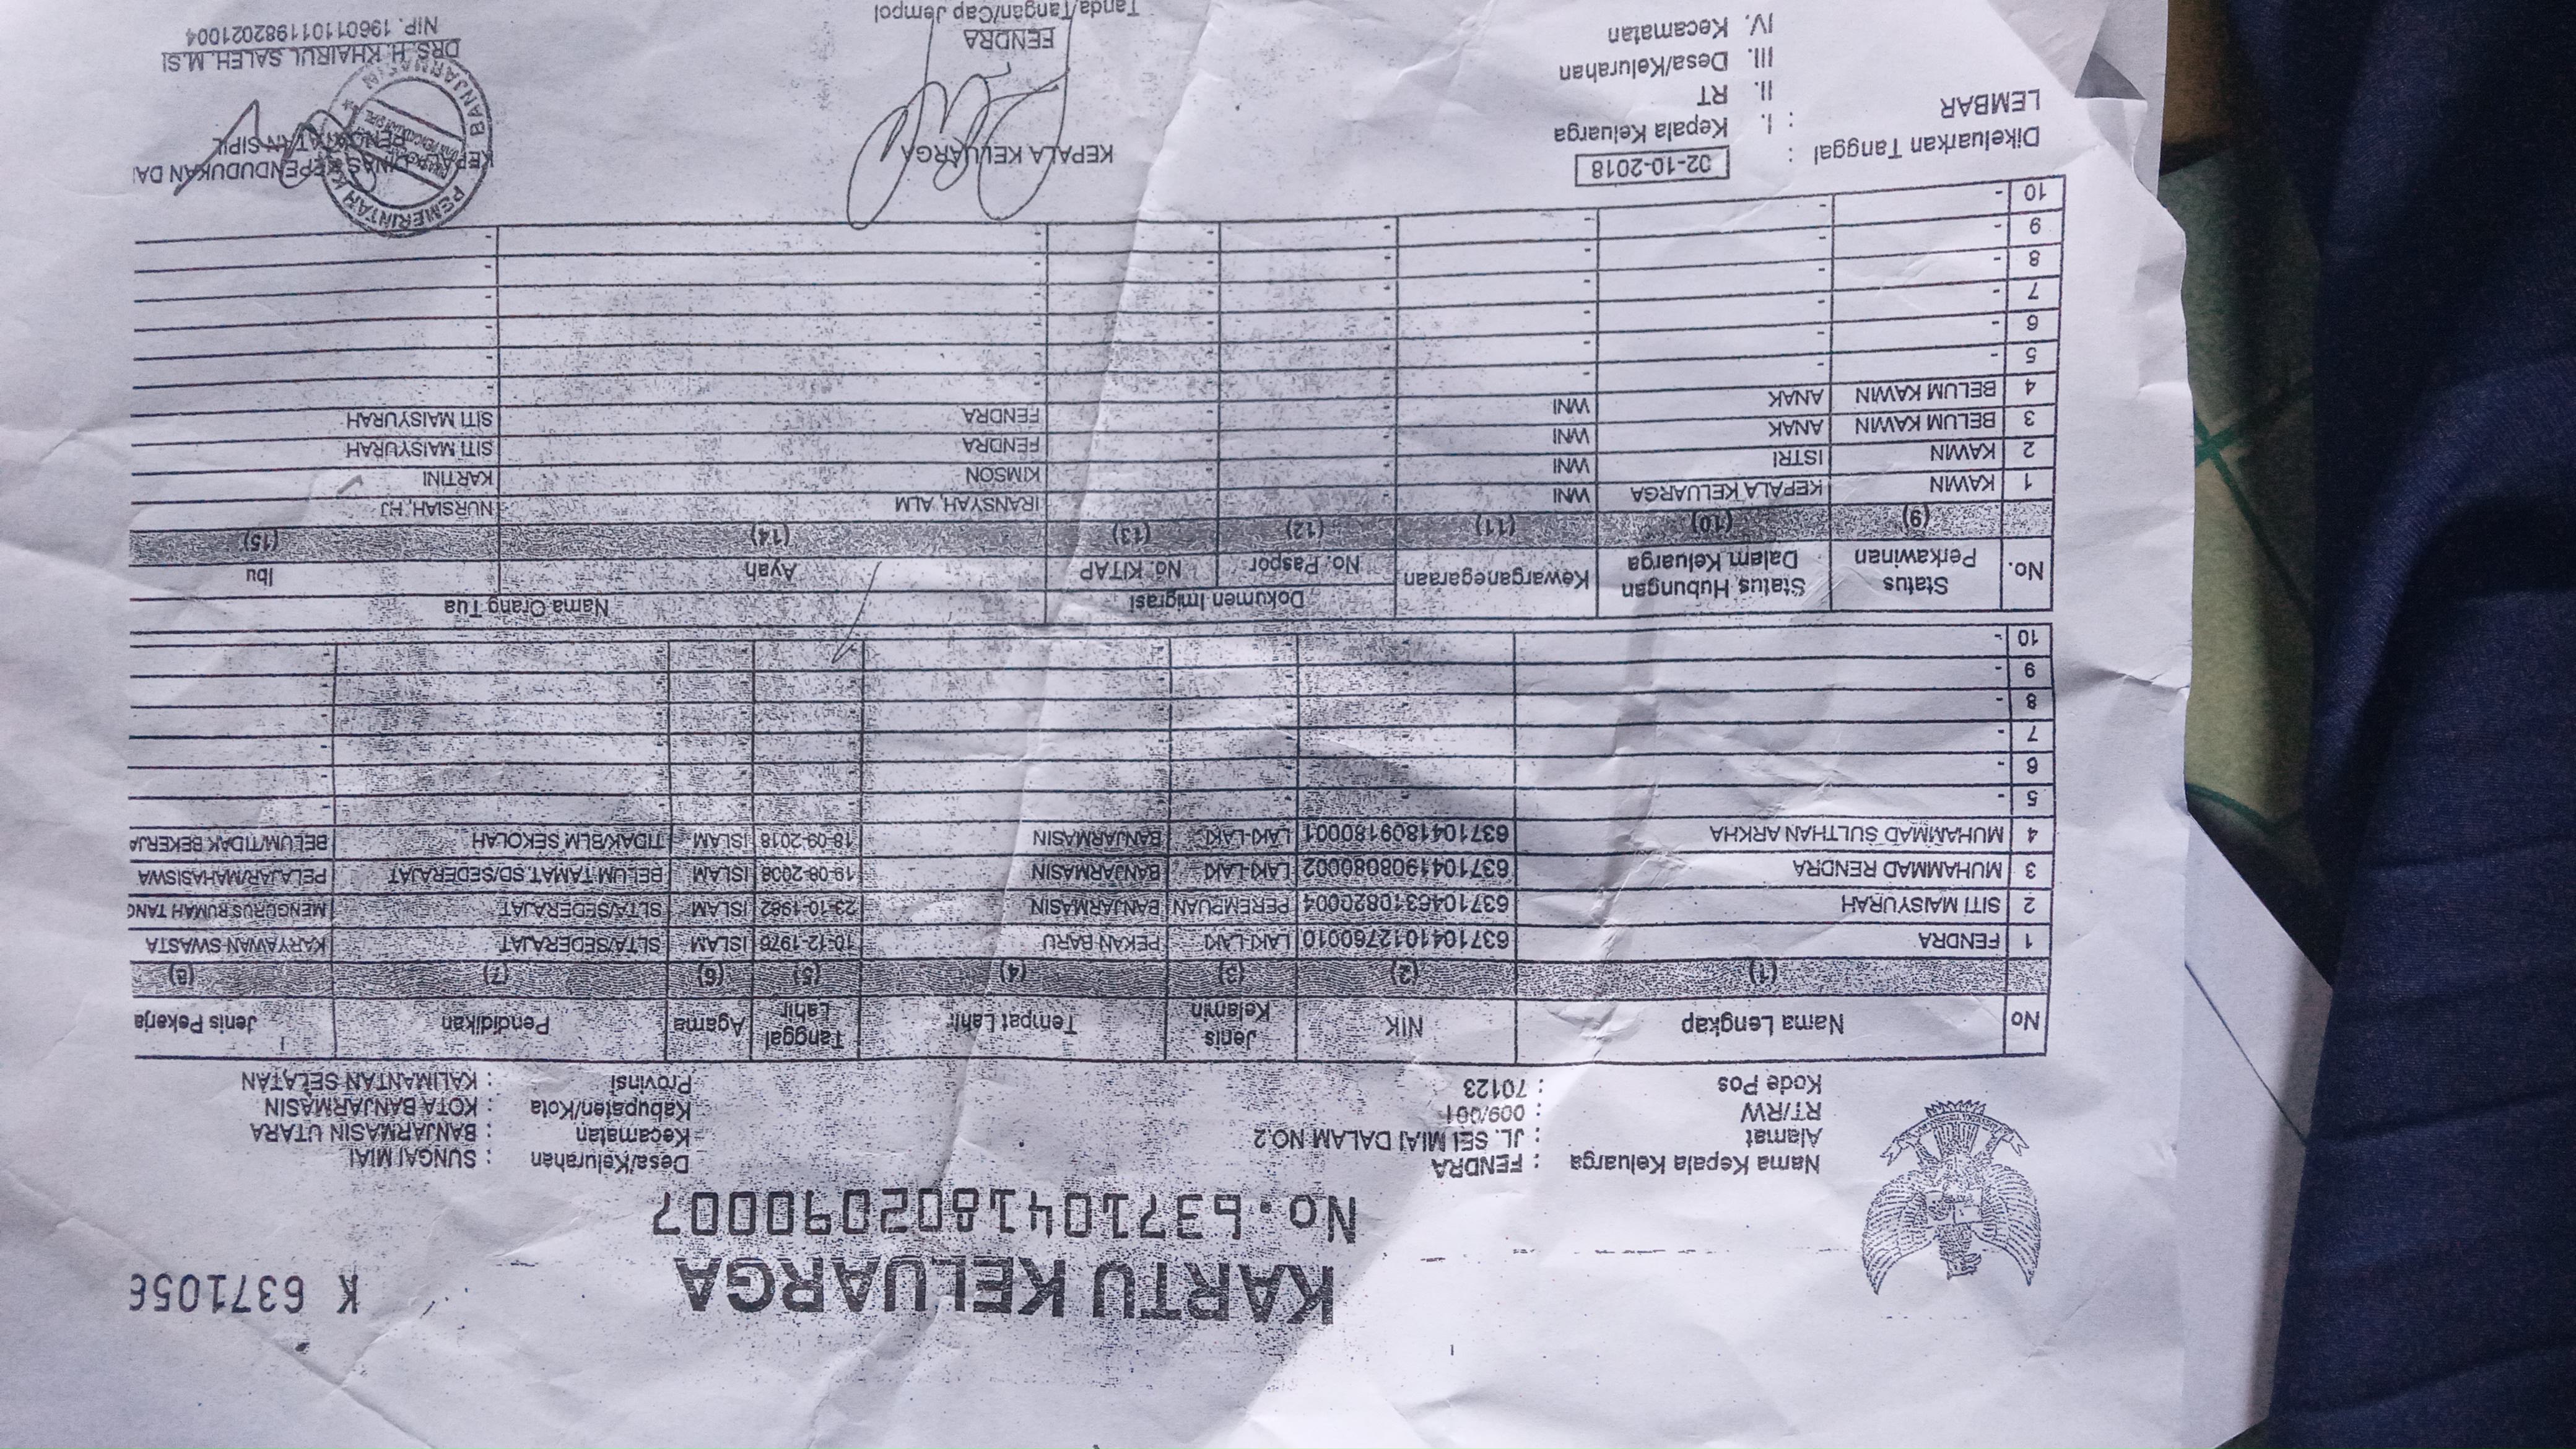 K 6371056
KARTU KELUARGA
No. 6371041802090007
Nama Kepala Keluarga : FENDRA
Alamat : JL. SEI MIAI DALAM NO.2
RT/RW : 009/001
Kode Pos : 70123
Desa/Kelurahan : SUNGAI MIAI
Kecamatan : BANJARMASIN UTARA
Kabupaten/Kota : KOTA BANJARMASIN
Provinsi : KALIMANTAN SELATAN
No Nama Lengkap NIK Jenis Kelamin Tempat Lahir Tanggal Lahir Agama Pendidikan Jenis Pekerja
(1) (2) (3) (4) (5) (6) (7) (8)
1 FENDRA 6371041012760010 LAKI-LAKI PEKAN BARU 10-12-1976 ISLAM SLTA/SEDERAJAT KARYAWAN SWASTA
2 SITI MAISYURAH 6371046310820004 PEREMPUAN BANJARMASIN 23-10-1982 ISLAM SLTA/SEDERAJAT MENGURUS RUMAH TANG
3 MUHAMMAD RENDRA 6371041908080002 LAKI-LAKI BANJARMASIN 19-08-2008 ISLAM BELUM TAMAT SD/SEDERAJAT PELAJAR/MAHASISWA
4 MUHAMMAD SULTHAN ARKHA 6371041809180001 LAKI-LAKI BANJARMASIN 18-09-2018 ISLAM TIDAK/BLM SEKOLAH BELUM/TIDAK BEKERJA
5 - - - - - - - -
6 - - - - - - - -
7 - - - - - - - -
8 - - - - - - - -
9 - - - - - - - -
10 - - - - - - - -
No. Status Perkawinan Status Hubungan Dalam Keluarga Kewarganegaraan Dokumen Imigrasi Nama Orang Tua
No. Paspor No. KITAP Ayah Ibu
(9) (10) (11) (12) (13) (14) (15)
1 KAWIN KEPALA KELUARGA WNI - - IRANSYAH, ALM NURSIAH, HJ
2 KAWIN ISTRI WNI - - KIMSON KARTINI
3 BELUM KAWIN ANAK WNI - - FENDRA SITI MAISYURAH
4 BELUM KAWIN ANAK WNI - - FENDRA SITI MAISYURAH
5 - - - - - - -
6 - - - - - - -
7 - - - - - - -
8 - - - - - - -
9 - - - - - - -
10 - - - - - - -
Dikeluarkan Tanggal : 02-10-2018
LEMBAR : I. Kepala Keluarga
II. RT
III. Desa/Kelurahan
IV. Kecamatan
KEPALA KELUARGA
FENDRA
Tanda Tangan/Cap Jempol
KEPALA DINAS KEPENDUDUKAN DAN
PENCATATAN SIPIL
PEMERINTAH K
BANJARMASIN
DRS. H. KHAIRUL SALEH, M.SI
NIP. 196011011982021004